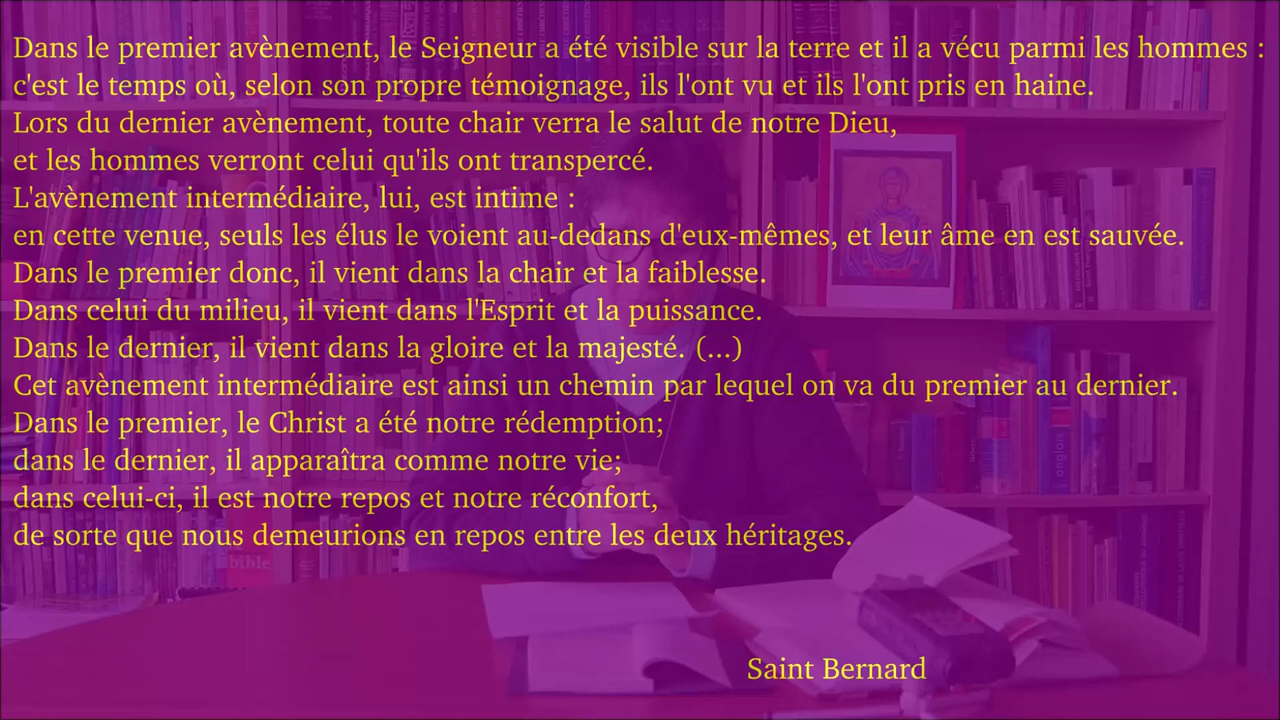 Dans le premier avènement, le Seigneur a été visible sur la terre et il a vécu parmi les hommes :
c'est le temps où, selon son propre témoignage, ils l'ont vu et ils l'ont pris en haine.
Lors du dernier avènement, toute chair verra le salut de notre Dieu,
et les hommes verront celui qu'ils ont transpercé.
L'avènement intermédiaire, lui, est intime :
en cette venue, seuls les élus le voient au-dedans d'eux-mêmes, et leur âme en est sauvée.
Dans le premier donc, il vient dans la chair et la faiblesse.
Dans celui du milieu, il vient dans l'Esprit et la puissance.
Dans le dernier, il vient dans la gloire et la majesté. (...)
Cet avènement intermédiaire est ainsi un chemin par lequel on va du premier au dernier.
Dans le premier, le Christ a été notre rédemption;
dans le dernier, il apparaîtra comme notre vie;
dans celui-ci, il est notre repos et notre réconfort,
de sorte que nous demeurions en repos entre les deux héritages.
bible
anglais
Saint Bernard